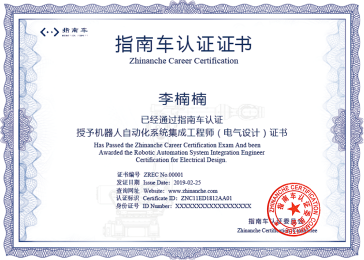 指南车
指南车认证证书
Zhinanche Career Certification
李楠楠
已经通过指南车认证
授予机器人自动化系统集成工程师（电气设计）证书
Has Passed the Zhinanche Career Certification Exam And been
Awarded the Robotic Automation System Integration Engineer
Certification for Electrical Design.
证书编号 ZREC No.00001
发证日期 Issue Date: 2019-02-25
查询网址 Website: www.zhinanche.com
认证标识 Certificate ID: ZNC31ED1812AA01
身份证号 ID Number: XXXXXXXXXXXXXXXXXX
指南车认证委员会
Zhinanche Certification Committee